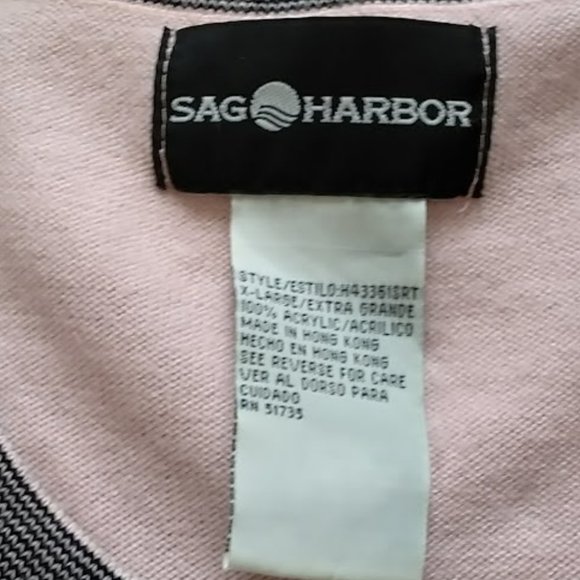 SAG HARBOR
STYLE/ESTILO:H43361SRT
X-LARGE/EXTRA GRANDE
100% ACRYLIC/ACRILICO
MADE IN HONG KONG
HECHO EN HONG KONG
SEE REVERSE FOR CARE
VER AL DORSO PARA
CUIDADO
RN 51735